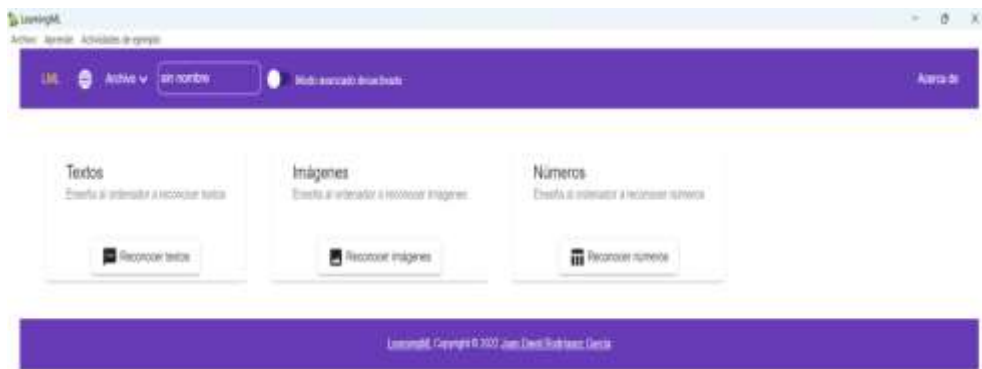 LearningML
Archivo Aprende Actividades de ejemplo
LML Archivo sin nombre Modo avanzado desactivado Acerca de
Textos Imágenes Números
Enseña al ordenador a reconocer textos Enseña al ordenador a reconocer imágenes Enseña al ordenador a reconocer números
Reconocer textos Reconocer imágenes Reconocer números
LearningML Copyright © 2022 Juan David Rodríguez García